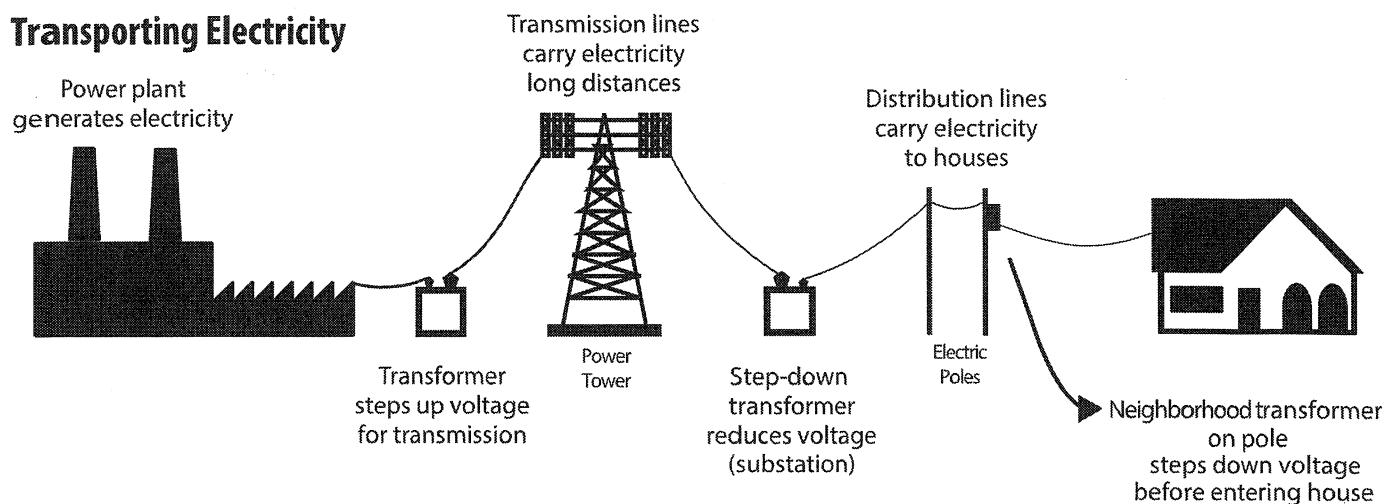 Transporting Electricity
Power plant
generates electricity
Transmission lines
carry electricity
long distances
Distribution lines
carry electricity
to houses
Transformer
steps up voltage
for transmission
Power
Tower
Step-down
transformer
reduces voltage
(substation)
Electric
Poles
Neighborhood transformer
on pole
steps down voltage
before entering house